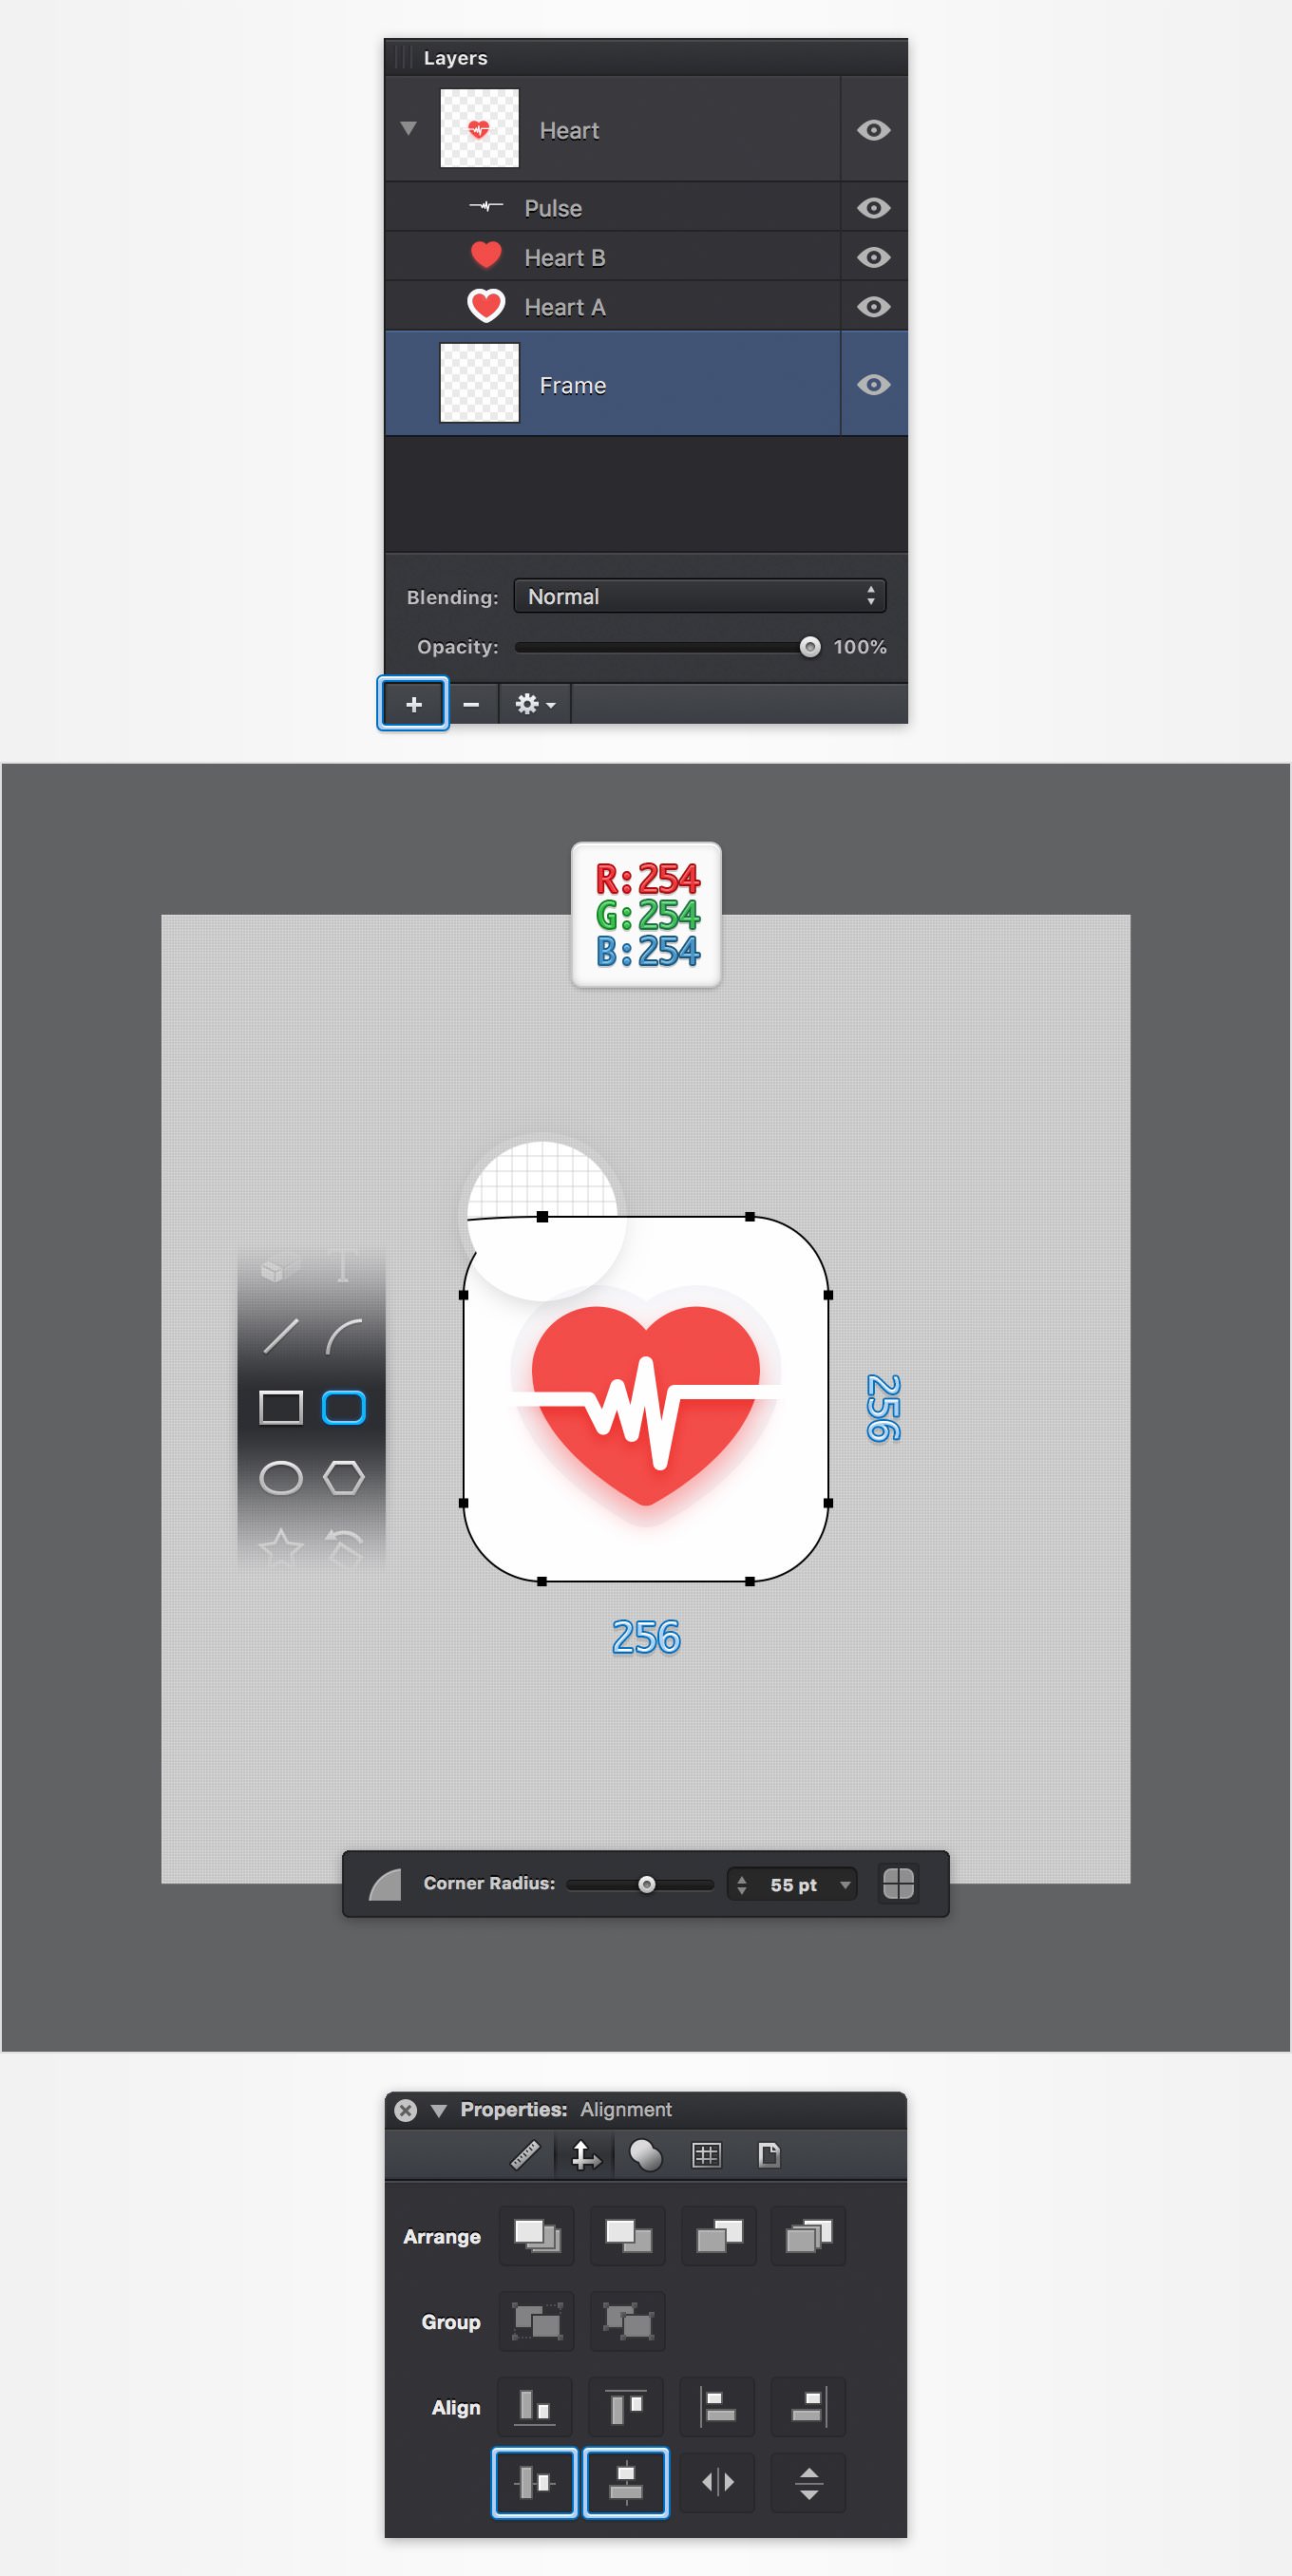 Layers
Heart
Pulse
Heart B
Heart A
Frame
Blending: Normal
Opacity: 100%
R:254
G:254
B:254
T
256
256
Corner Radius: 55 pt
Properties: Alignment
Arrange
Group
Align